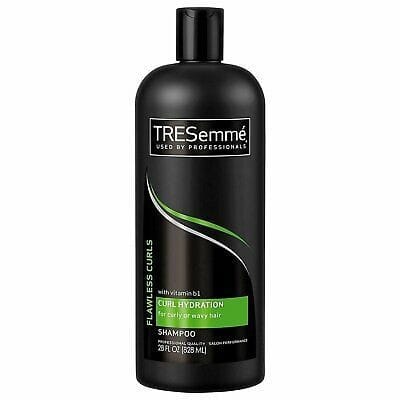 TRESemmé
USED BY PROFESSIONALS
FLAWLESS CURLS
with vitamin b1
CURL HYDRATION
for curly or wavy hair
SHAMPOO
PROFESSIONAL QUALITY · SALON PERFORMANCE
28 FL OZ (828 ML)